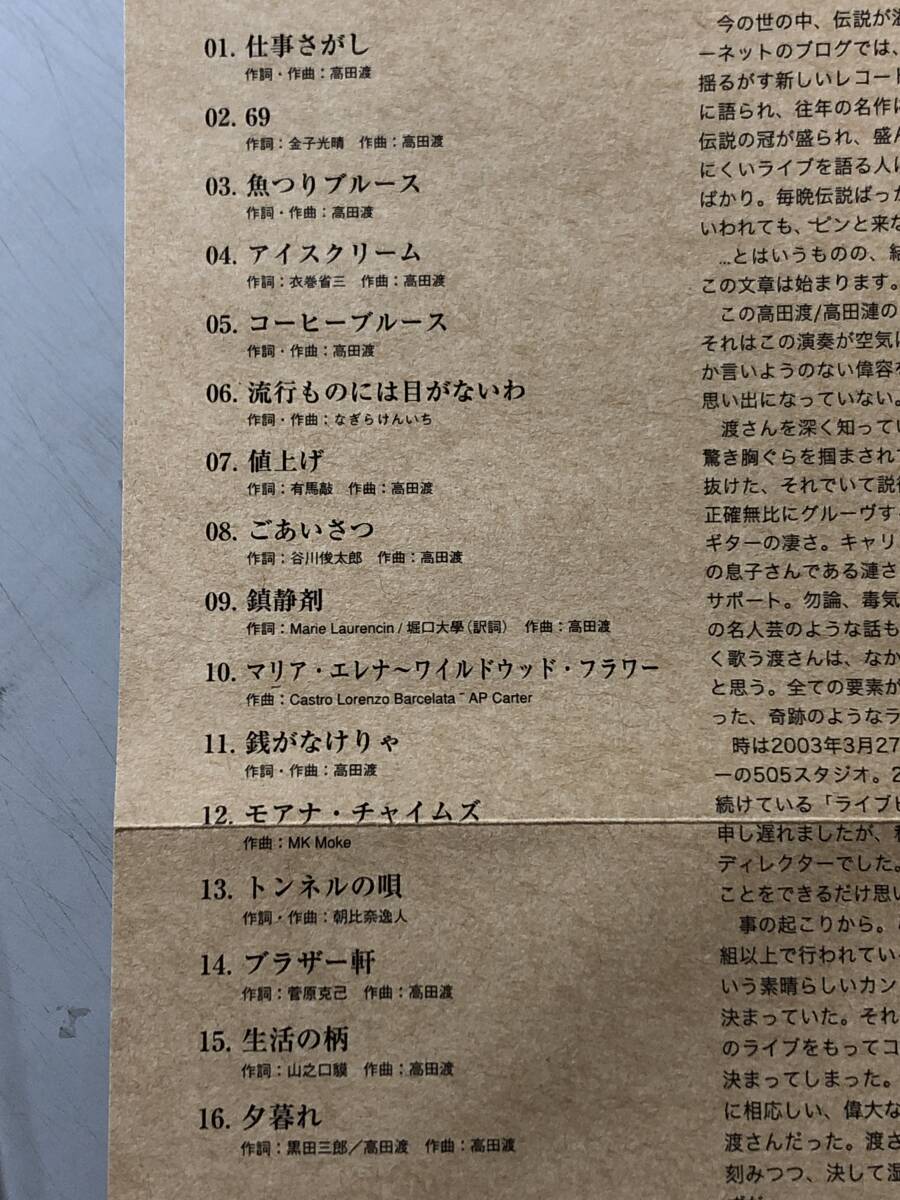 01. 仕事さがし
作詞・作曲：高田渡
02. 69
作詞：金子光晴　作曲：高田渡
03. 魚つりブルース
作詞・作曲：高田渡
04. アイスクリーム
作詞：衣巻省三　作曲：高田渡
05. コーヒーブルース
作詞・作曲：高田渡
06. 流行ものには目がないわ
作詞・作曲：なぎらけんいち
07. 値上げ
作詞：有馬敲　作曲：高田渡
08. ごあいさつ
作詞：谷川俊太郎　作曲：高田渡
09. 鎮静剤
作詞：Marie Laurencin / 堀口大學（訳詞）　作曲：高田渡
10. マリア・エレナ〜ワイルドウッド・フラワー
作曲：Castro Lorenzo Barcelata ~ AP Carter
11. 銭がなけりゃ
作詞・作曲：高田渡
12. モアナ・チャイムズ
作曲：MK Moke
13. トンネルの唄
作詞・作曲：朝比奈逸人
14. ブラザー軒
作詞：菅原克己　作曲：高田渡
15. 生活の柄
作詞：山之口貘　作曲：高田渡
16. 夕暮れ
作詞：黒田三郎／高田渡　作曲：高田渡
今の世の中、伝説が
ーネットのブログでは、
揺るがす新しいレコード
に語られ、往年の名作に
伝説の冠が盛られ、盛ん
にくいライブを語る人に
ばかり。毎晩伝説ばっか
いわれても、ピンと来な
…とはいうものの、結
この文章は始まります。
この高田渡/高田漣の
それはこの演奏が空気に
か言いようのない偉容を
思い出になっていない。
渡さんを深く知ってい
驚き胸ぐらを掴まされて
抜けた、それでいて説得
正確無比にグルーヴす
ギターの凄さ。キャリ
の息子さんである漣さ
サポート。勿論、毒気
の名人芸のような話も
く歌う渡さんは、なか
と思う。全ての要素が
った、奇跡のようなラ
時は2003年3月27
ーの505スタジオ。2
続けている「ライブビ
申し遅れましたが、私
ディレクターでした。
ことをできるだけ思い
事の起こりから。
組以上で行われてい
いう素晴らしいカン
決まっていた。それ
のライブをもってコ
決まってしまった。
に相応しい、偉大な
渡さんだった。渡さ
刻みつつ、決して湿